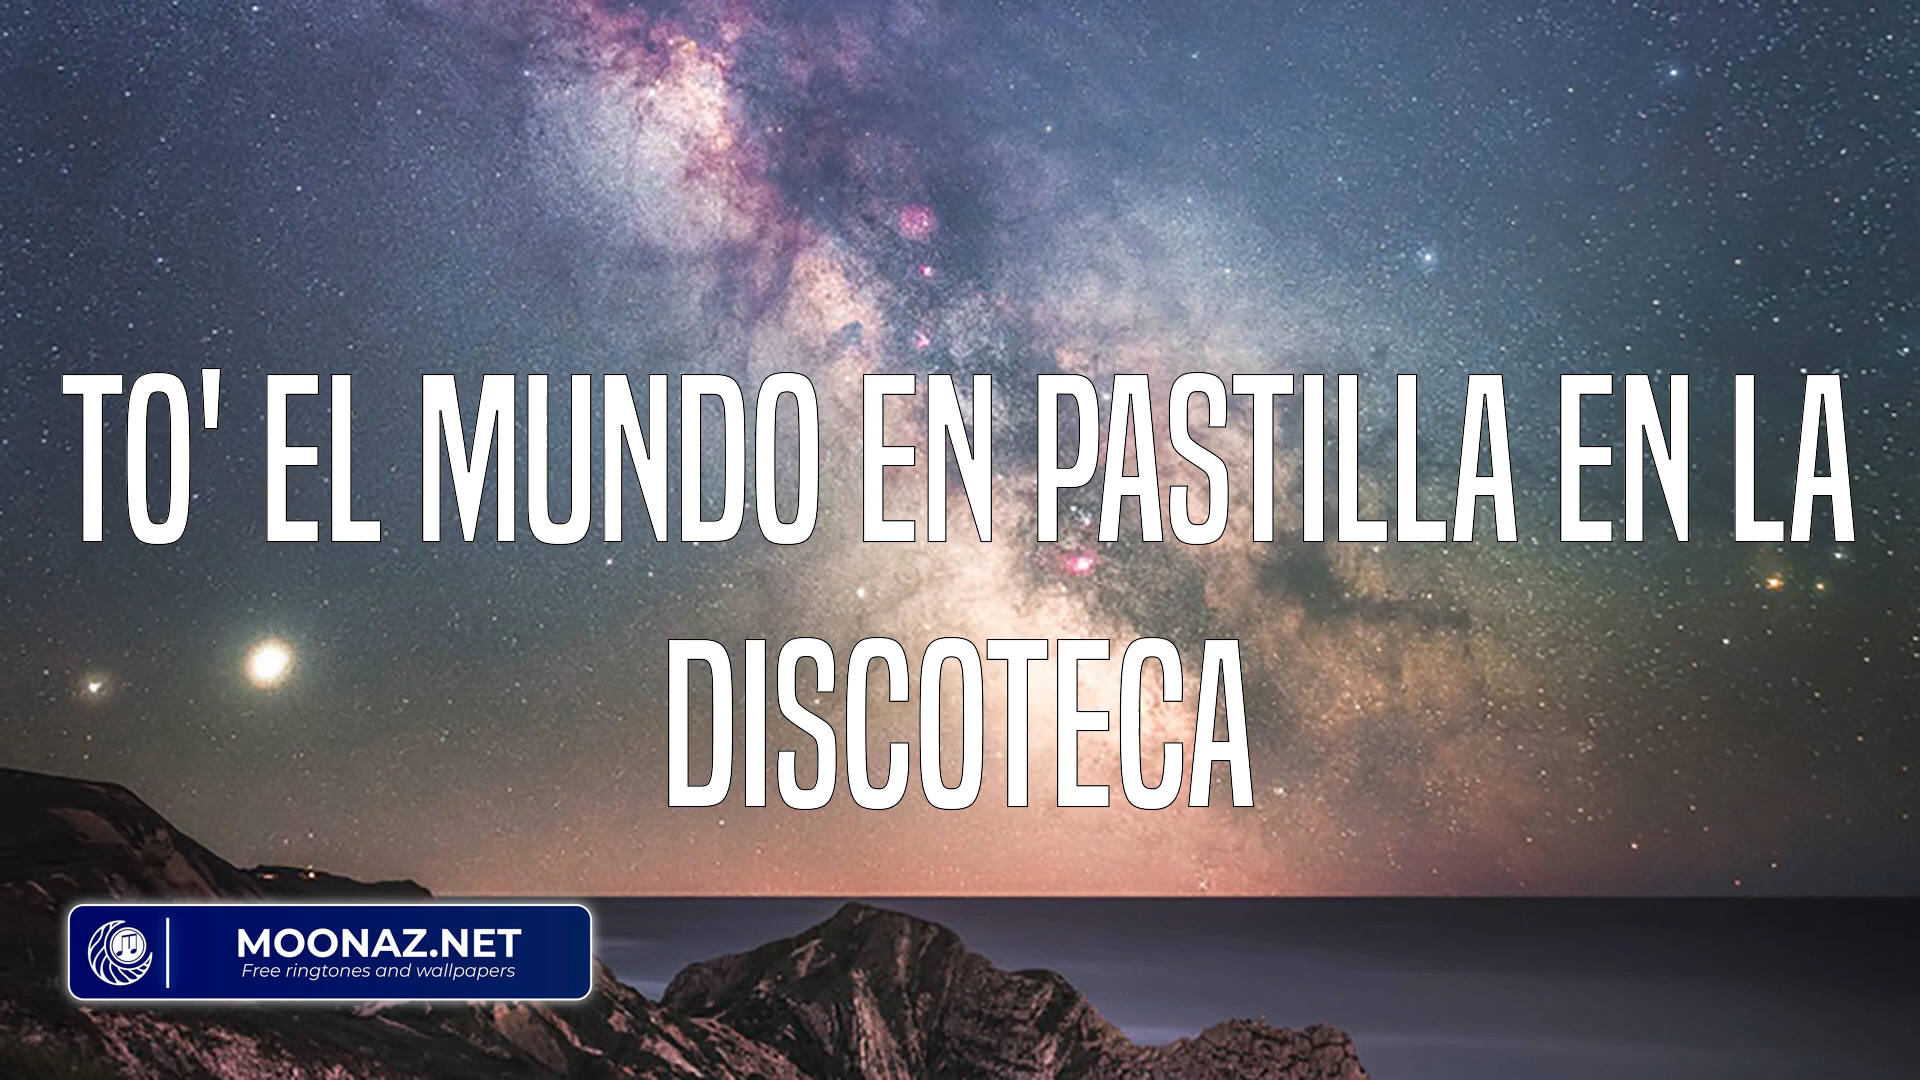 TO' EL MUNDO EN PASTILLA EN LA
DISCOTECA
MOONAZ.NET
Free ringtones and wallpapers